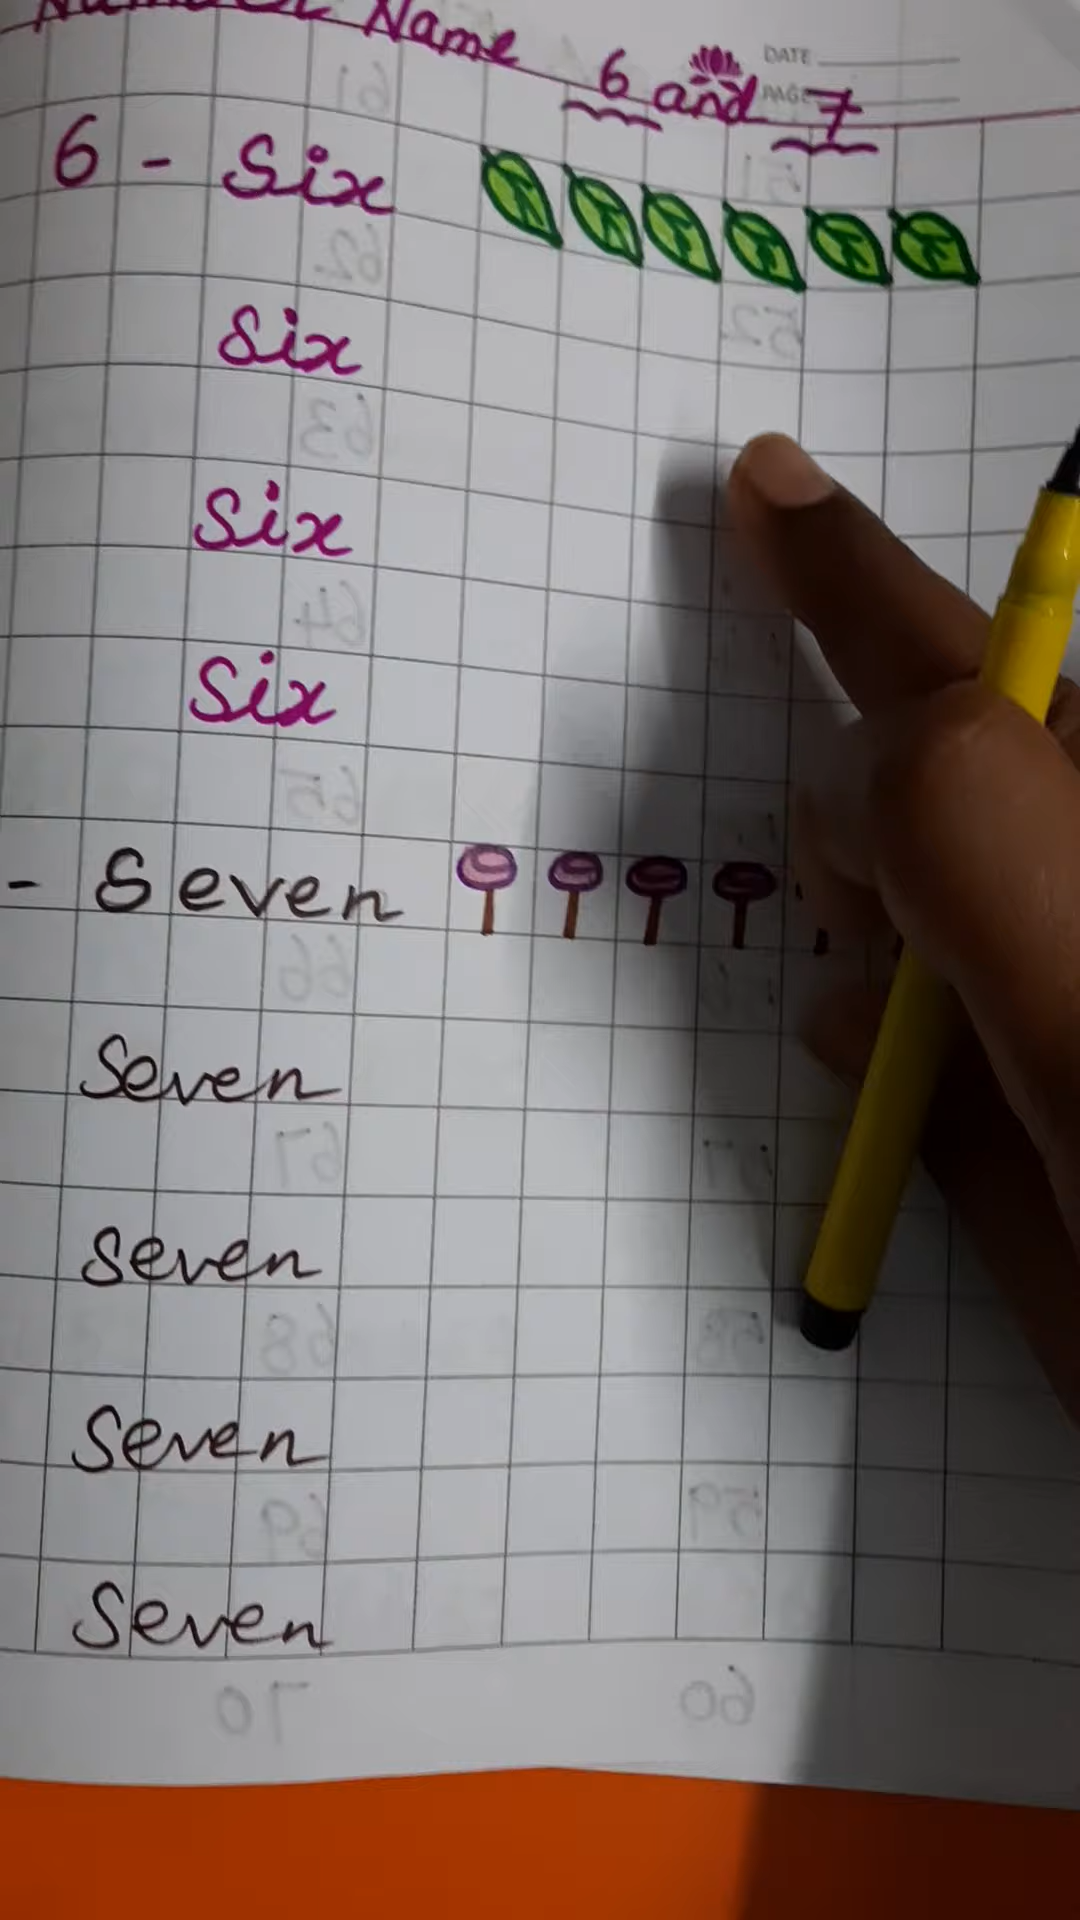 Number Name 6 and 7
DATE
PAGE
6 - Six
Six
Six
Six
- Seven
Seven
Seven
Seven
Seven